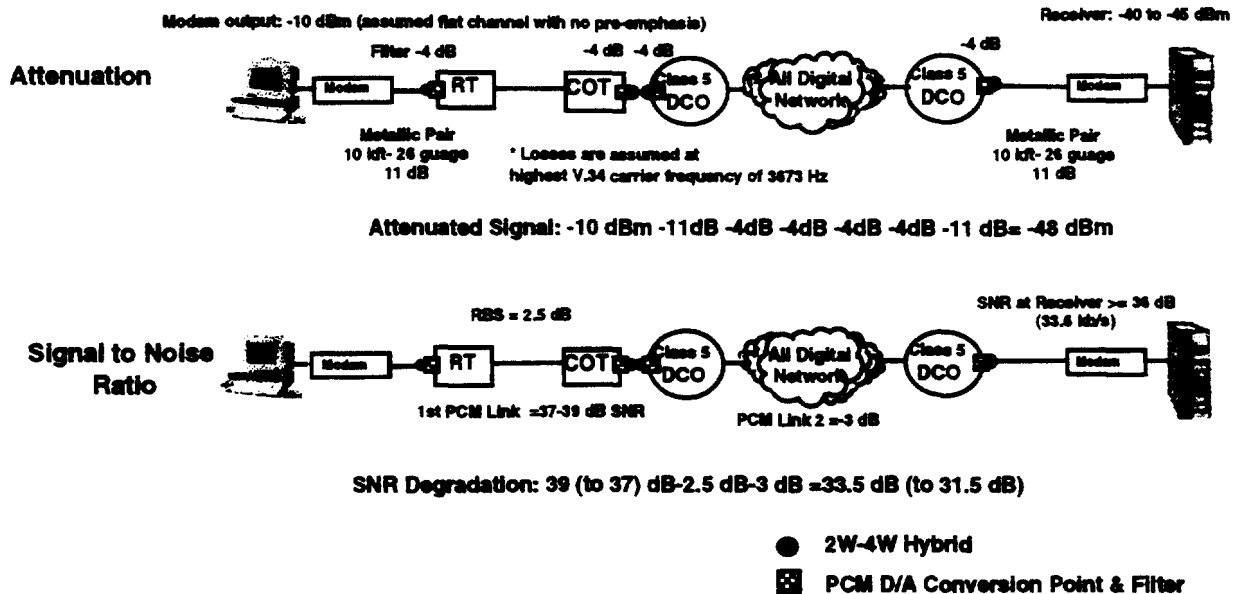 Modem output: -10 dBm (assumed flat channel with no pre-emphasis)
Receiver: -40 to -45 dBm
Filter -4 dB
-4 dB -4 dB
-4 dB
Attenuation
Modem
RT
COT
Class 5
DCO
All Digital
Network
Class 5
DCO
Modem
Metallic Pair
10 kft- 26 guage
11 dB
* Losses are assumed at
highest V.34 carrier frequency of 3673 Hz
Metallic Pair
10 kft- 26 guage
11 dB
Attenuated Signal: -10 dBm -11dB -4dB -4dB -4dB -4dB -11 dB= -48 dBm
RBS = 2.5 dB
SNR at Receiver >= 36 dB
(33.6 kb/s)
Signal to Noise
Ratio
Modem
RT
COT
Class 5
DCO
All Digital
Network
Class 5
DCO
Modem
1st PCM Link =37-39 dB SNR
PCM Link 2 =-3 dB
SNR Degradation: 39 (to 37) dB-2.5 dB-3 dB =33.5 dB (to 31.5 dB)
2W-4W Hybrid
PCM D/A Conversion Point & Filter